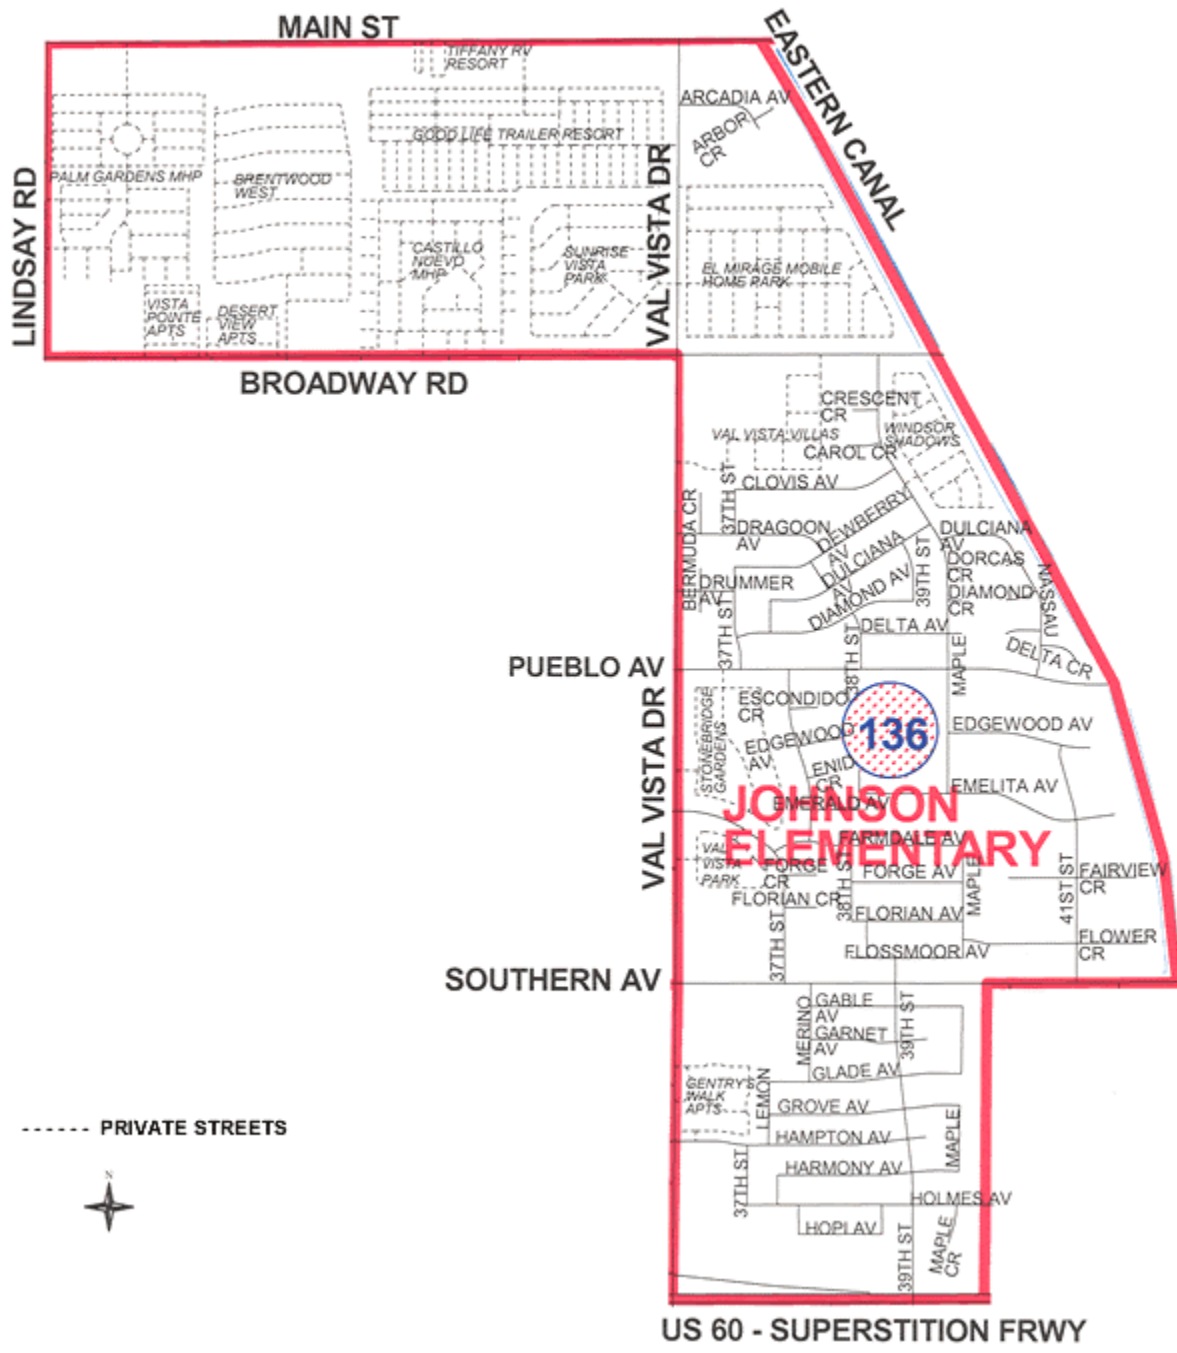 MAIN ST
EASTERN CANAL
TIFFANY RV
RESORT
ARCADIA AV
ARBOR
CR
GOOD LIFE TRAILER RESORT
PALM GARDENS MHP
BRENTWOOD
WEST
LINDSAY RD
VAL VISTA DR
CASTILLO
NUEVO
MHP
SUNRISE
VISTA
PARK
EL MIRAGE MOBILE
HOME PARK
VISTA
POINTE
APTS
DESERT
VIEW
APTS
BROADWAY RD
CRESCENT
CR
VAL VISTA VILLAS
WINDSOR
SHADOWS
CAROL CR
CLOVIS AV
37TH ST
BERMUDA CR
DRAGOON
AV
DEWBERRY
AV
DULCIANA
AV
DULCIANA
AV
DORCAS
CR
DIAMOND
CR
NASSAU
39TH ST
DRUMMER
AV
DIAMOND AV
37TH ST
38TH ST
DELTA AV
MAPLE
DELTA CR
PUEBLO AV
VAL VISTA DR
STONEBRIDGE
GARDENS
ESCONDIDO
CR
EDGEWOOD
AV
136
EDGEWOOD AV
ENID
CR
EMELITA AV
EMERALD AV
JOHNSON
ELEMENTARY
FARMDALE AV
VAL
VISTA
PARK
FORGE
CR
FORGE AV
38TH ST
MAPLE
41ST ST
FAIRVIEW
CR
FLORIAN CR
FLORIAN AV
37TH ST
FLOSSMOOR AV
FLOWER
CR
SOUTHERN AV
MERINO
GABLE
AV
39TH ST
GARNET
AV
GLADE AV
GENTRY'S
WALK
APTS
LEMON
GROVE AV
HAMPTON AV
MAPLE
37TH ST
HARMONY AV
HOLMES AV
HOPI AV
39TH ST
MAPLE
CR
PRIVATE STREETS
N
US 60 - SUPERSTITION FRWY